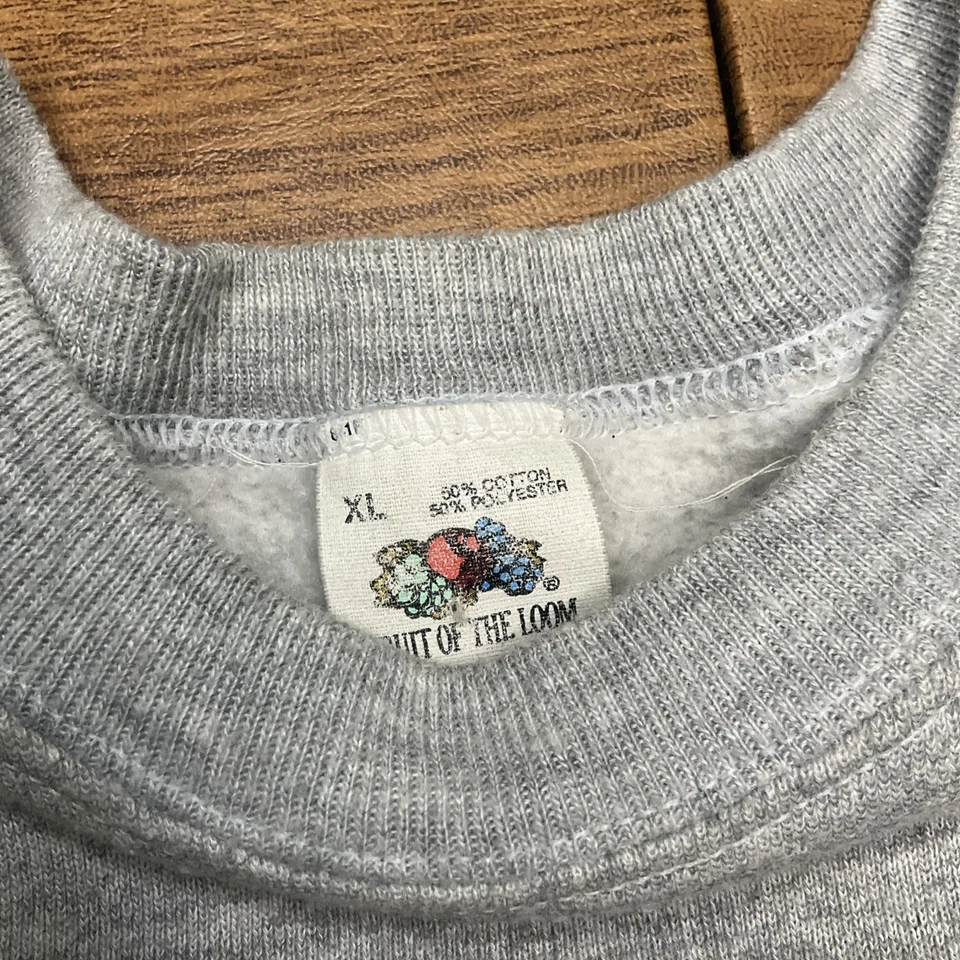 XL
50% COTTON
50% POLYESTER
®
UIT OF THE LOOM